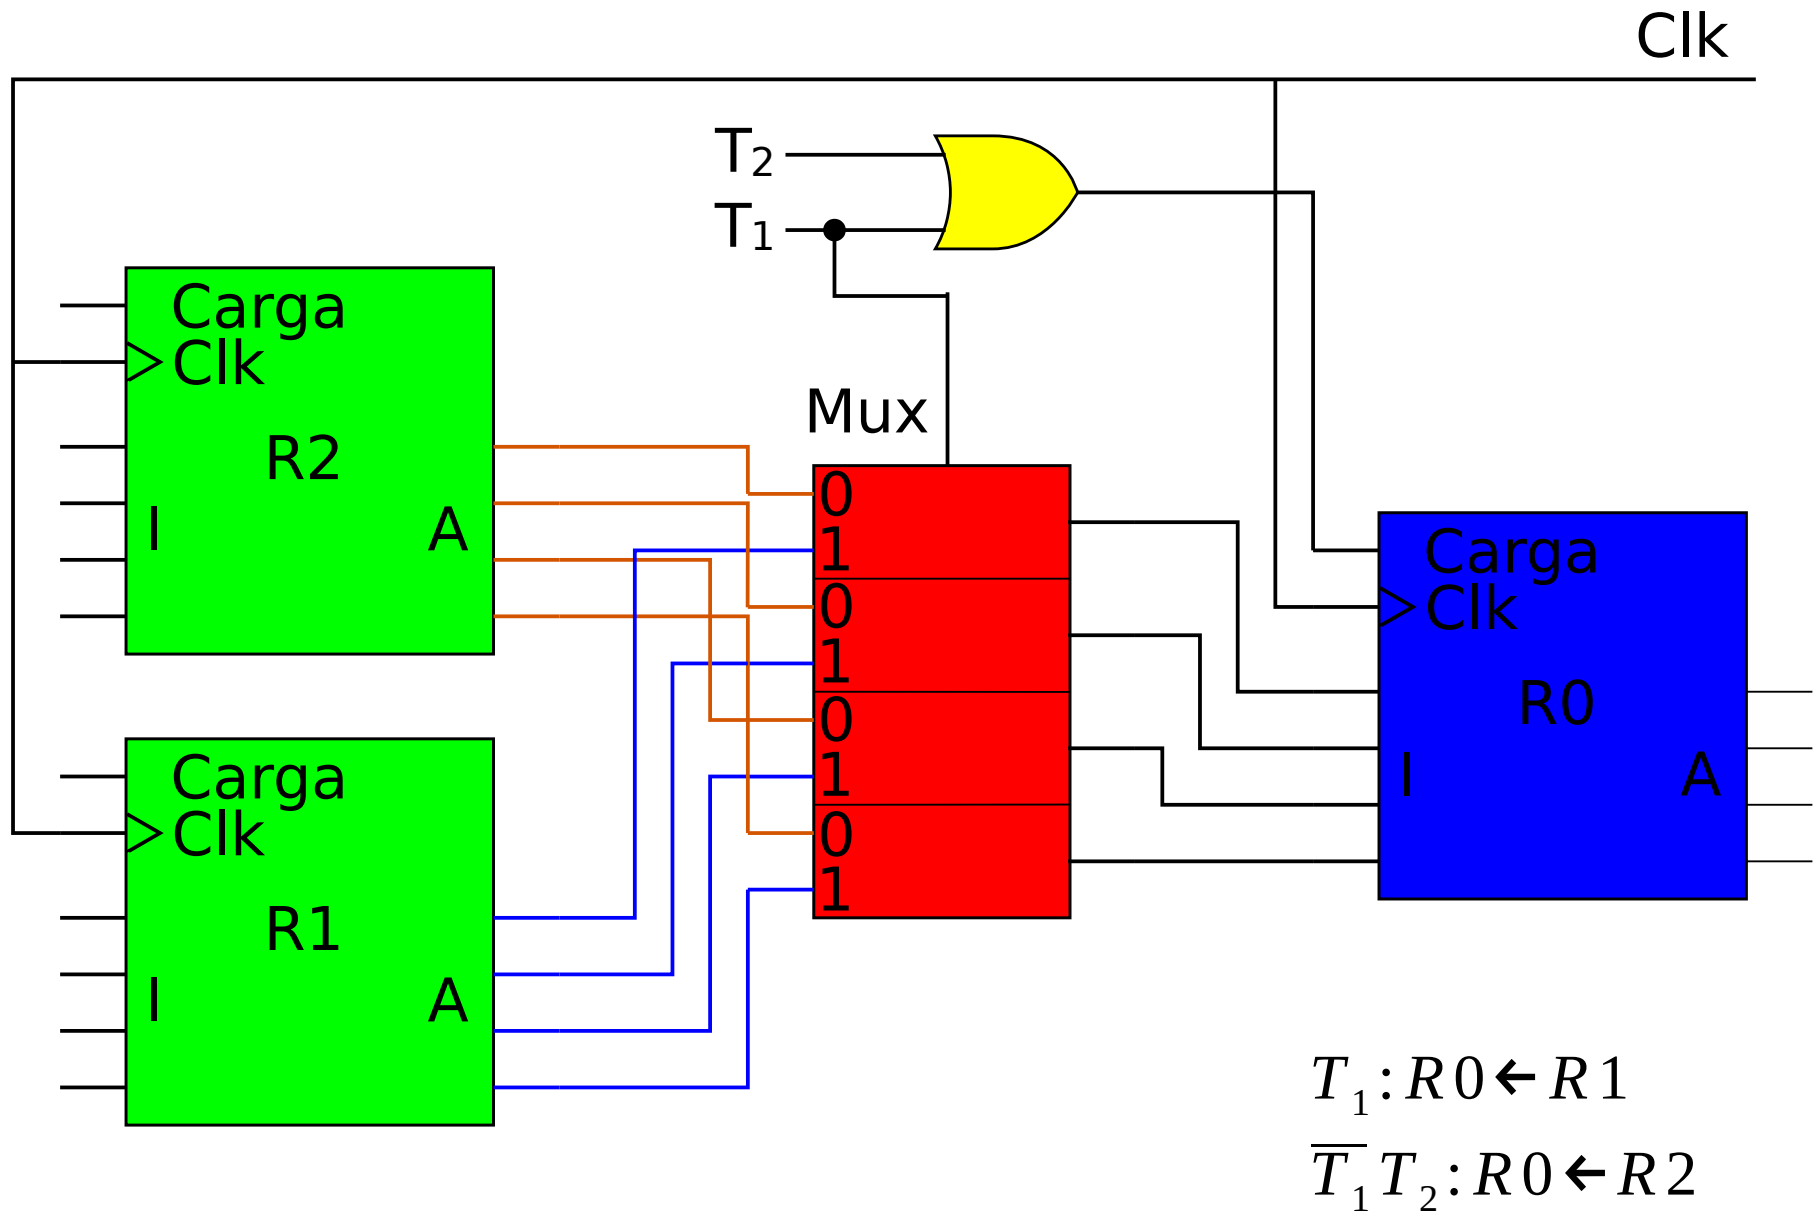 Clk
T₂
T₁
Carga
Clk
R2
I A
Mux
0
1
0
1
0
1
0
1
Carga
Clk
R0
I A
Carga
Clk
R1
I A
T₁: R0 ← R1
T̅₁ T₂: R0 ← R2